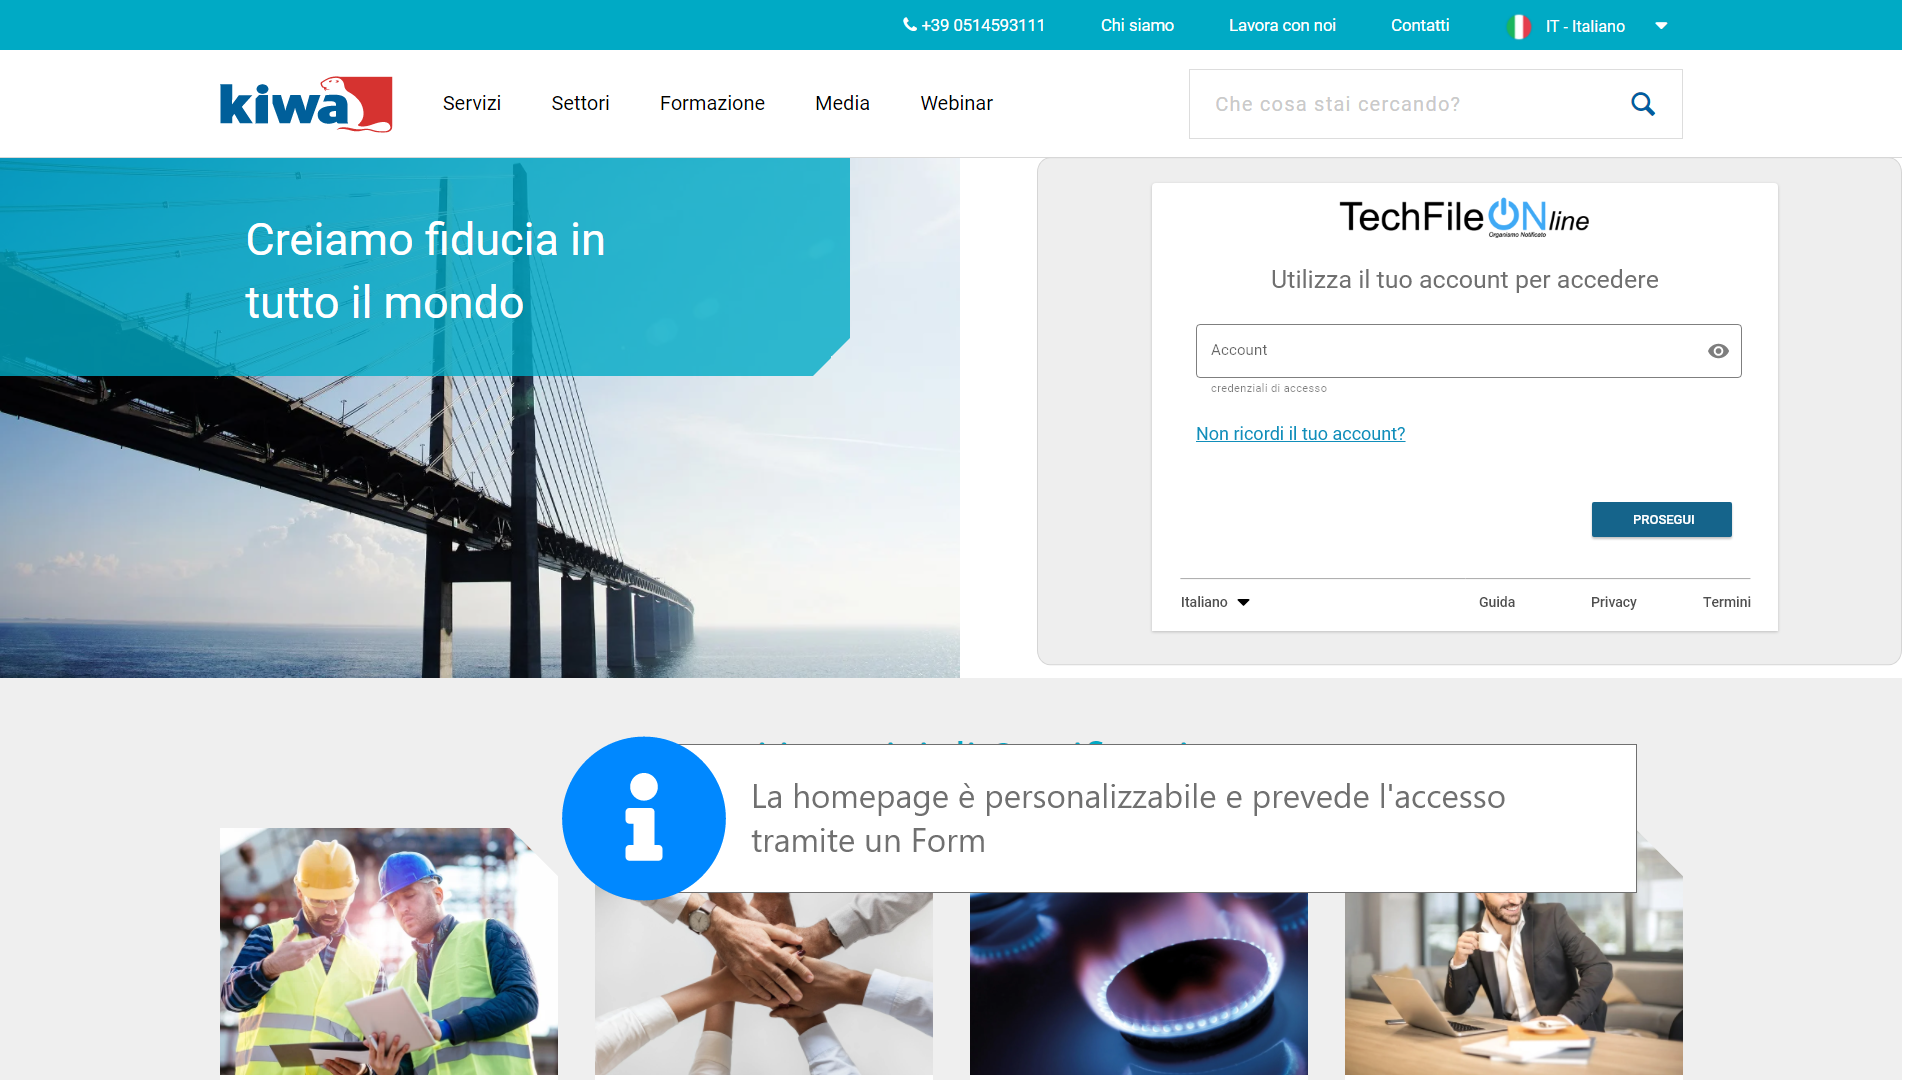 +39 0514593111
Chi siamo
Lavora con noi
Contatti
IT - Italiano
kiwa
Servizi
Settori
Formazione
Media
Webinar
Che cosa stai cercando?
Creiamo fiducia in
tutto il mondo
TechFile ONline
Organismo Notificato
Utilizza il tuo account per accedere
Account
credenziali di accesso
Non ricordi il tuo account?
PROSEGUI
Italiano
Guida
Privacy
Termini
La homepage è personalizzabile e prevede l'accesso
tramite un Form